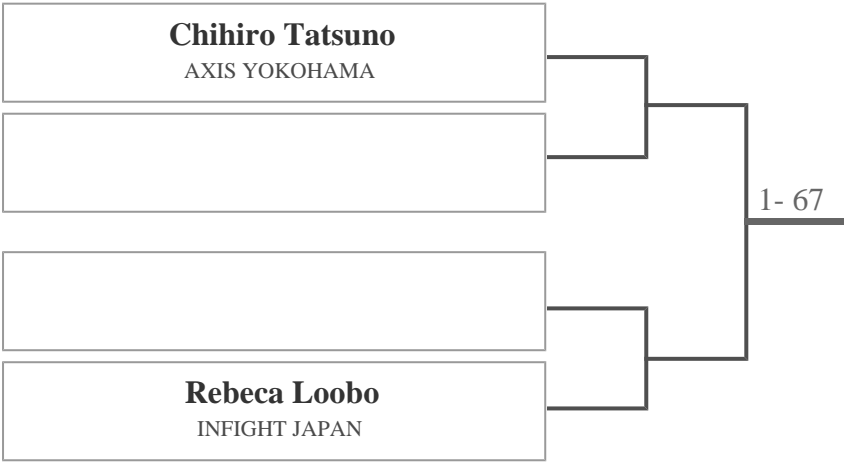 Chihiro Tatsuno
AXIS YOKOHAMA
1- 67
Rebeca Loobo
INFIGHT JAPAN